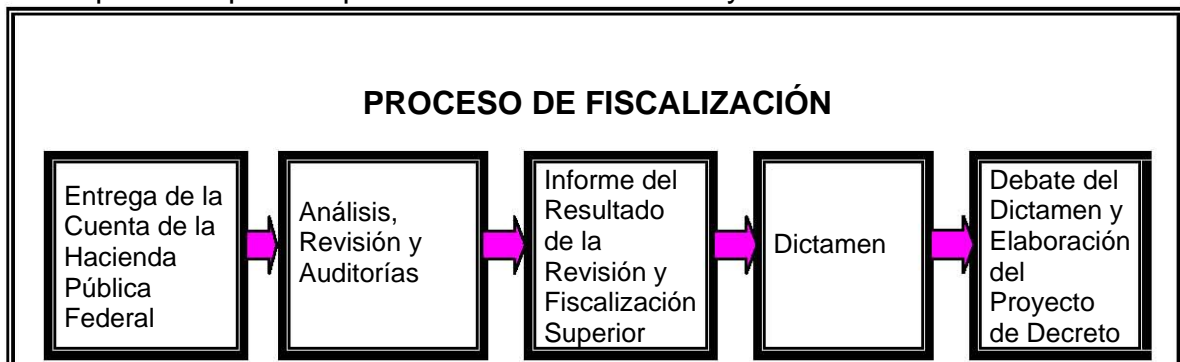 PROCESO DE FISCALIZACIÓN
Entrega de la
Cuenta de la
Hacienda
Pública
Federal
Análisis,
Revisión y
Auditorías
Informe del
Resultado
de la
Revisión y
Fiscalización
Superior
Dictamen
Debate del
Dictamen y
Elaboración
del
Proyecto
de Decreto